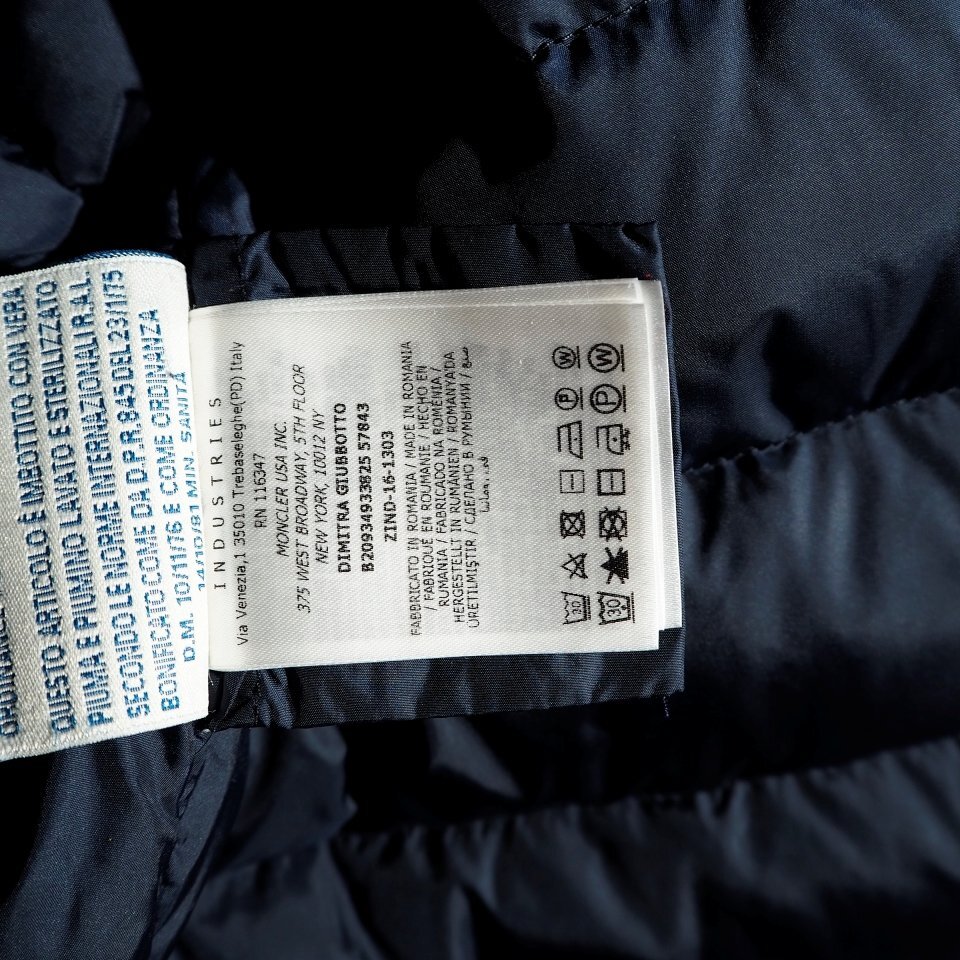 QUESTO ARTICOLO È IMBOTTITO CON VERA
PIUMA E PIUMINO LAVATO E STERILIZZATO
SECONDO LE NORME INTERNAZIONALI R.A.L.
BONIFICATO COME DA D.P.R. 845 DEL 23/11/75
D.M. 10/11/76 E COME ORDINANZA
14/10/81 MIN. SANITÁ
INDUSTRIES
Via Venezia,1 35010 Trebaseleghe(PD) Italy
RN 116347
MONCLER USA INC.
375 WEST BROADWAY, 5TH FLOOR
NEW YORK, 10012 NY
DIMITRA GIUBBOTTO
B20934933825 57843
ZIND-16-1303
FABBRICATO IN ROMANIA / MADE IN ROMANIA
/ FABRIQUÉ EN ROUMANIE / HECHO EN
RUMANIA / FABRICADO NA ROMÉNIA /
HERGESTELLT IN RUMÄNIEN / ROMANYADA
ÜRETILMIŞTIR / СДЕЛАНО В РУМЫНИИ /
30 P W
30 P W